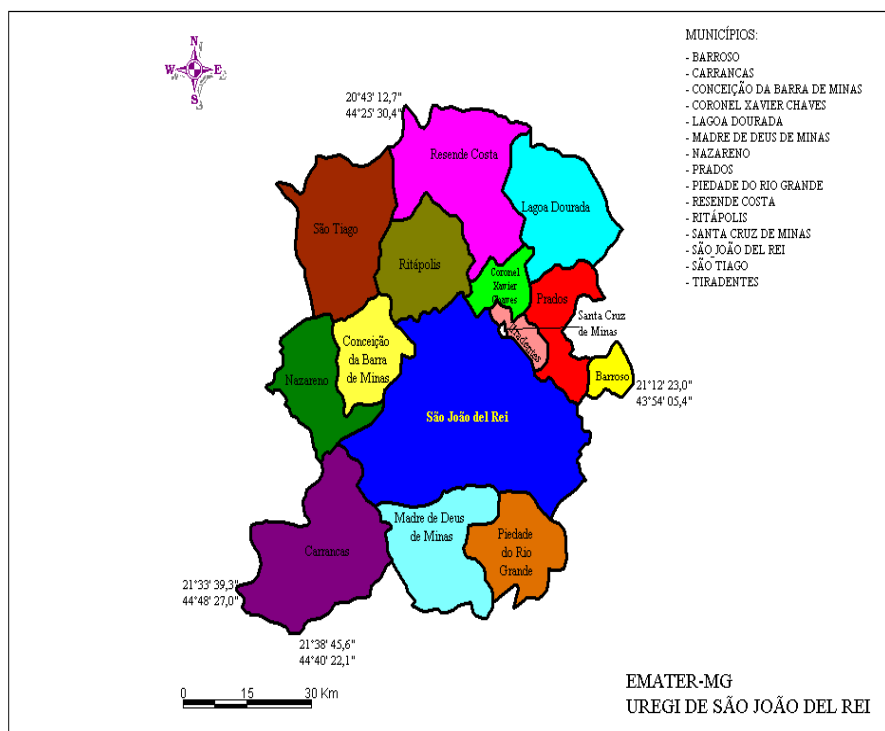 N
W E
S
MUNICÍPIOS:
- BARROSO
- CARRANCAS
- CONCEIÇÃO DA BARRA DE MINAS
- CORONEL XAVIER CHAVES
- LAGOA DOURADA
- MADRE DE DEUS DE MINAS
- NAZARENO
- PRADOS
- PIEDADE DO RIO GRANDE
- RESENDE COSTA
- RITÁPOLIS
- SANTA CRUZ DE MINAS
- SÃO JOÃO DEL REI
- SÃO TIAGO
- TIRADENTES
20°43' 12,7"
44°25' 30,4"
Resende Costa
Lagoa Dourada
São Tiago
Ritápolis
Coronel
Xavier
Chaves
Prados
Santa Cruz
de Minas
Tiradentes
Conceição
da Barra
de Minas
Nazareno
Barroso
21°12' 23,0"
43°54' 05,4"
São João del Rei
Madre de Deus
de Minas
Piedade
do Rio
Grande
Carrancas
21°33' 39,3"
44°48' 27,0"
21°38' 45,6"
44°40' 22,1"
0 15 30 Km
EMATER-MG
UREGI DE SÃO JOÃO DEL REI